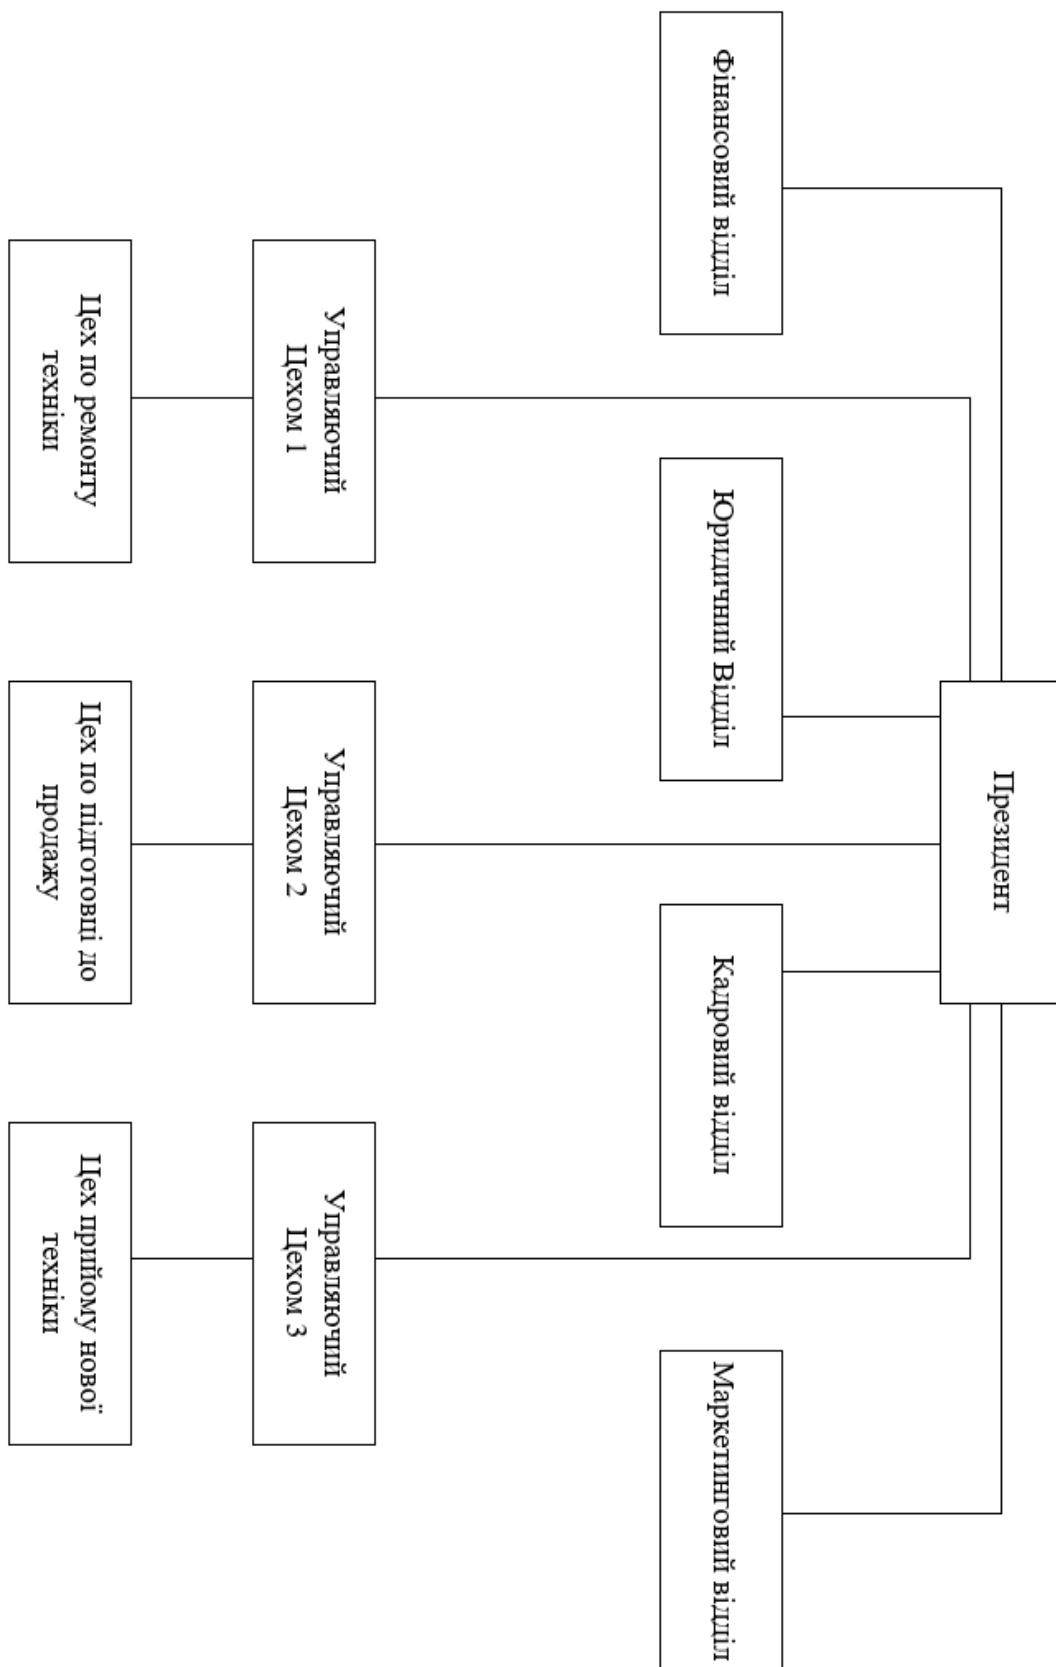 Президент
Фінансовий відділ
Юридичний Відділ
Кадровий відділ
Маркетинговий відділ
Управляючий
Цехом 1
Управляючий
Цехом 2
Управляючий
Цехом 3
Цех по ремонту
техніки
Цех по підготовці до
продажу
Цех прийому нової
техніки